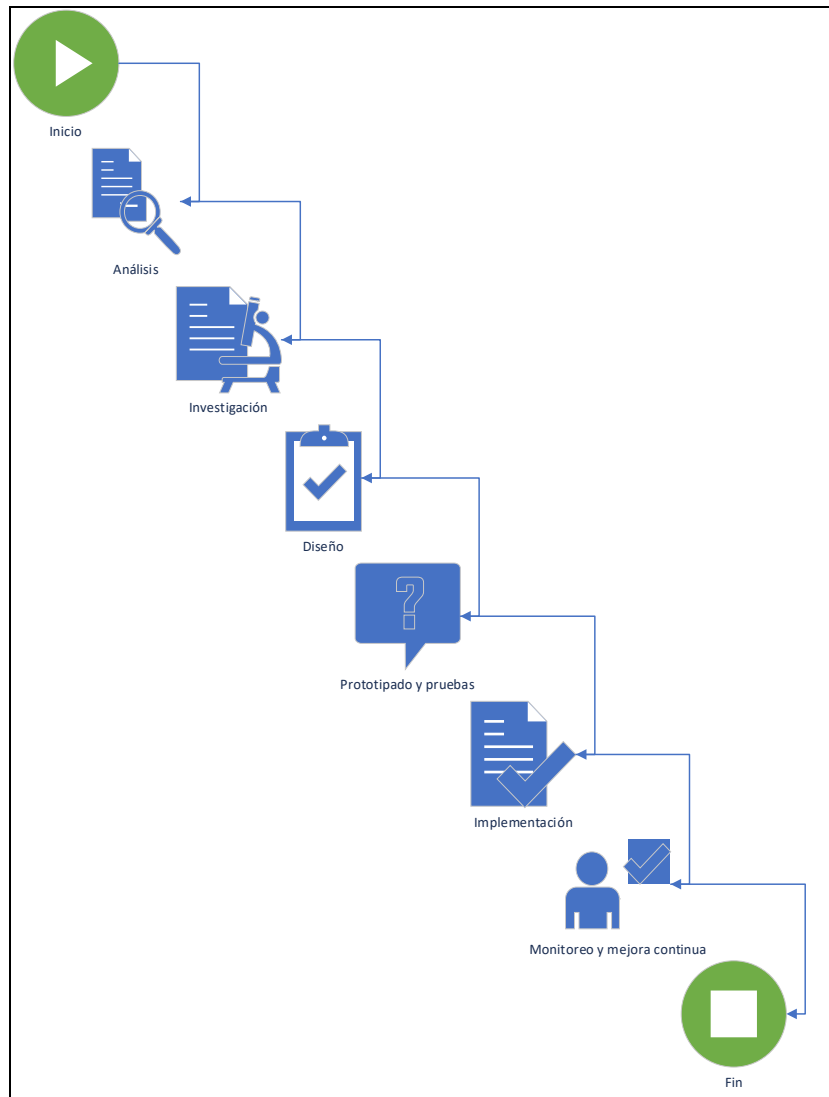 Inicio
Análisis
Investigación
Diseño
?
Prototipado y pruebas
Implementación
Monitoreo y mejora continua
Fin